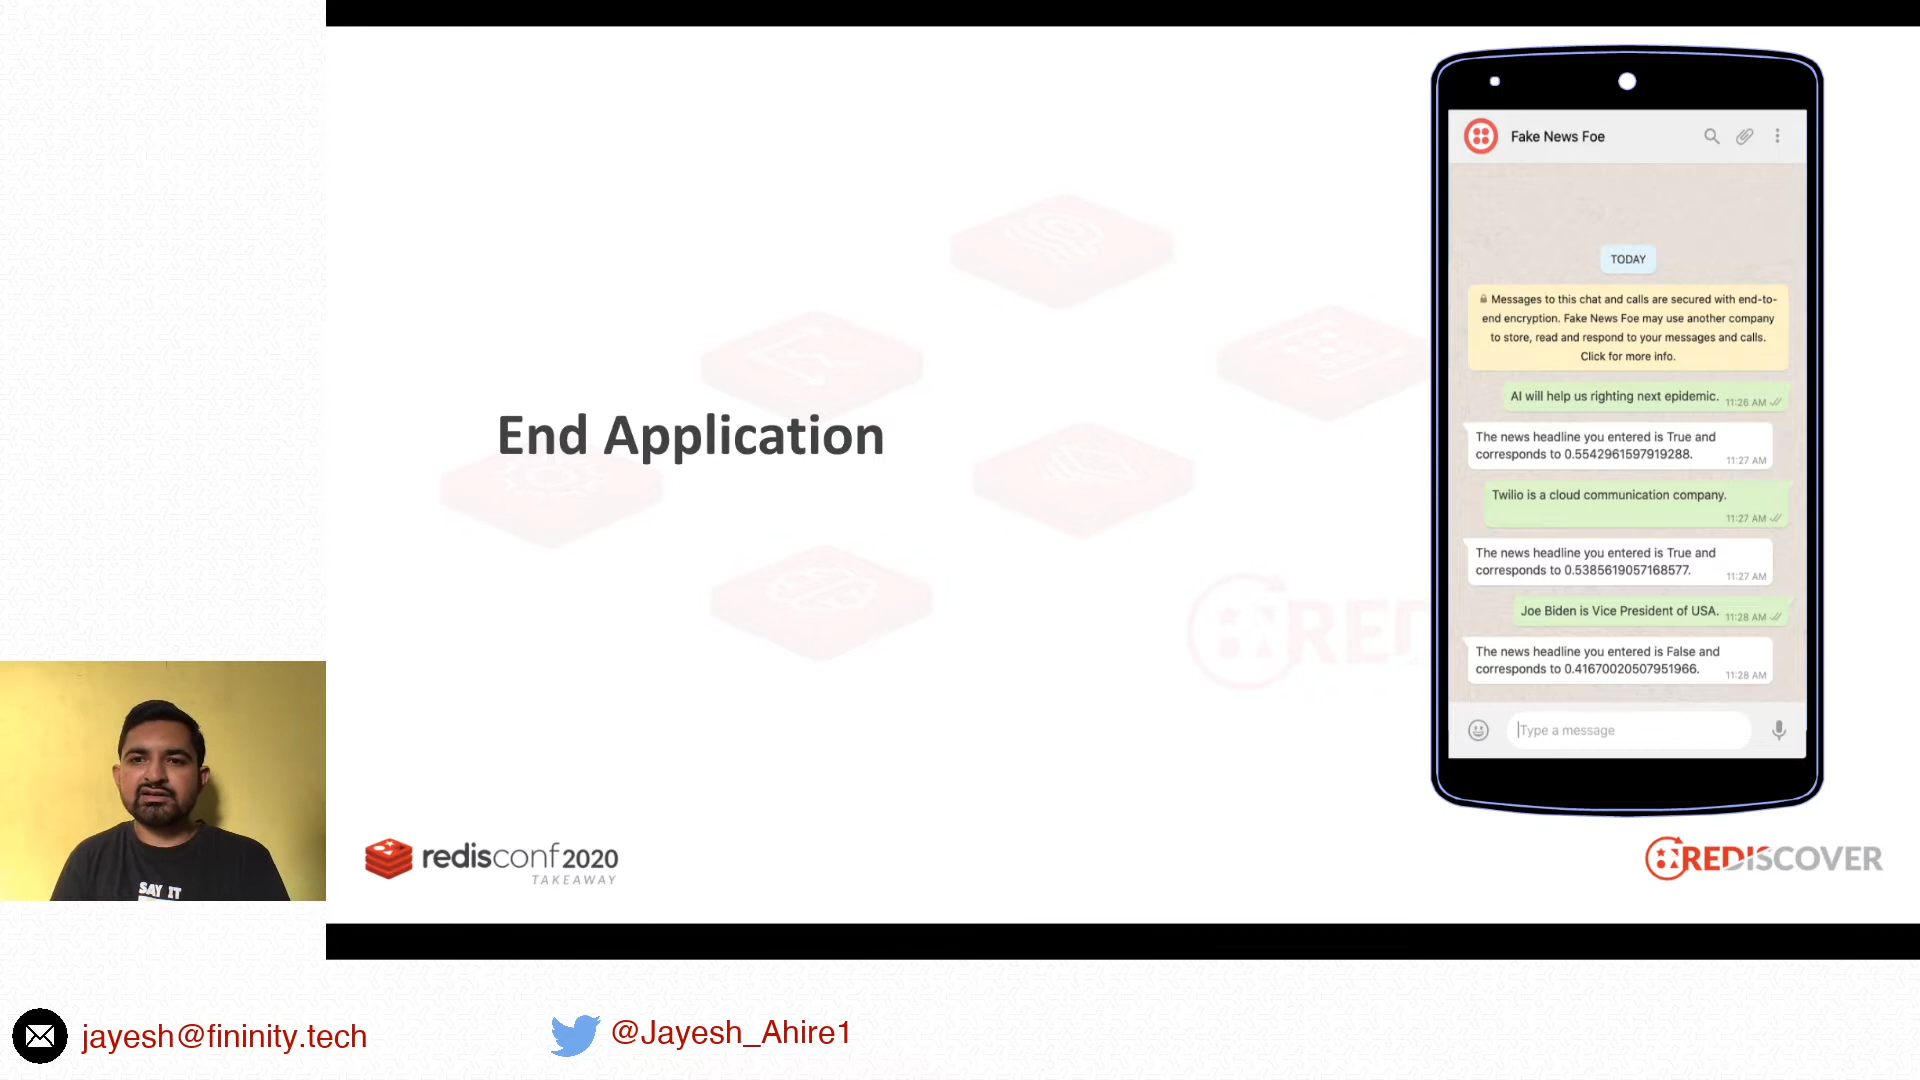 End Application
Fake News Foe
TODAY
Messages to this chat and calls are secured with end-to-
end encryption. Fake News Foe may use another company
to store, read and respond to your messages and calls.
Click for more info.
AI will help us righting next epidemic. 11:26 AM
The news headline you entered is True and
corresponds to 0.5542961597919288.
11:27 AM
Twilio is a cloud communication company.
11:27 AM
The news headline you entered is True and
corresponds to 0.5385619057168577.
11:27 AM
Joe Biden is Vice President of USA. 11:28 AM
The news headline you entered is False and
corresponds to 0.41670020507951966.
11:28 AM
Type a message
RED
SAY IT
redisconf 2020
TAKEAWAY
REDISCOVER
jayesh@fininity.tech
@Jayesh_Ahire1